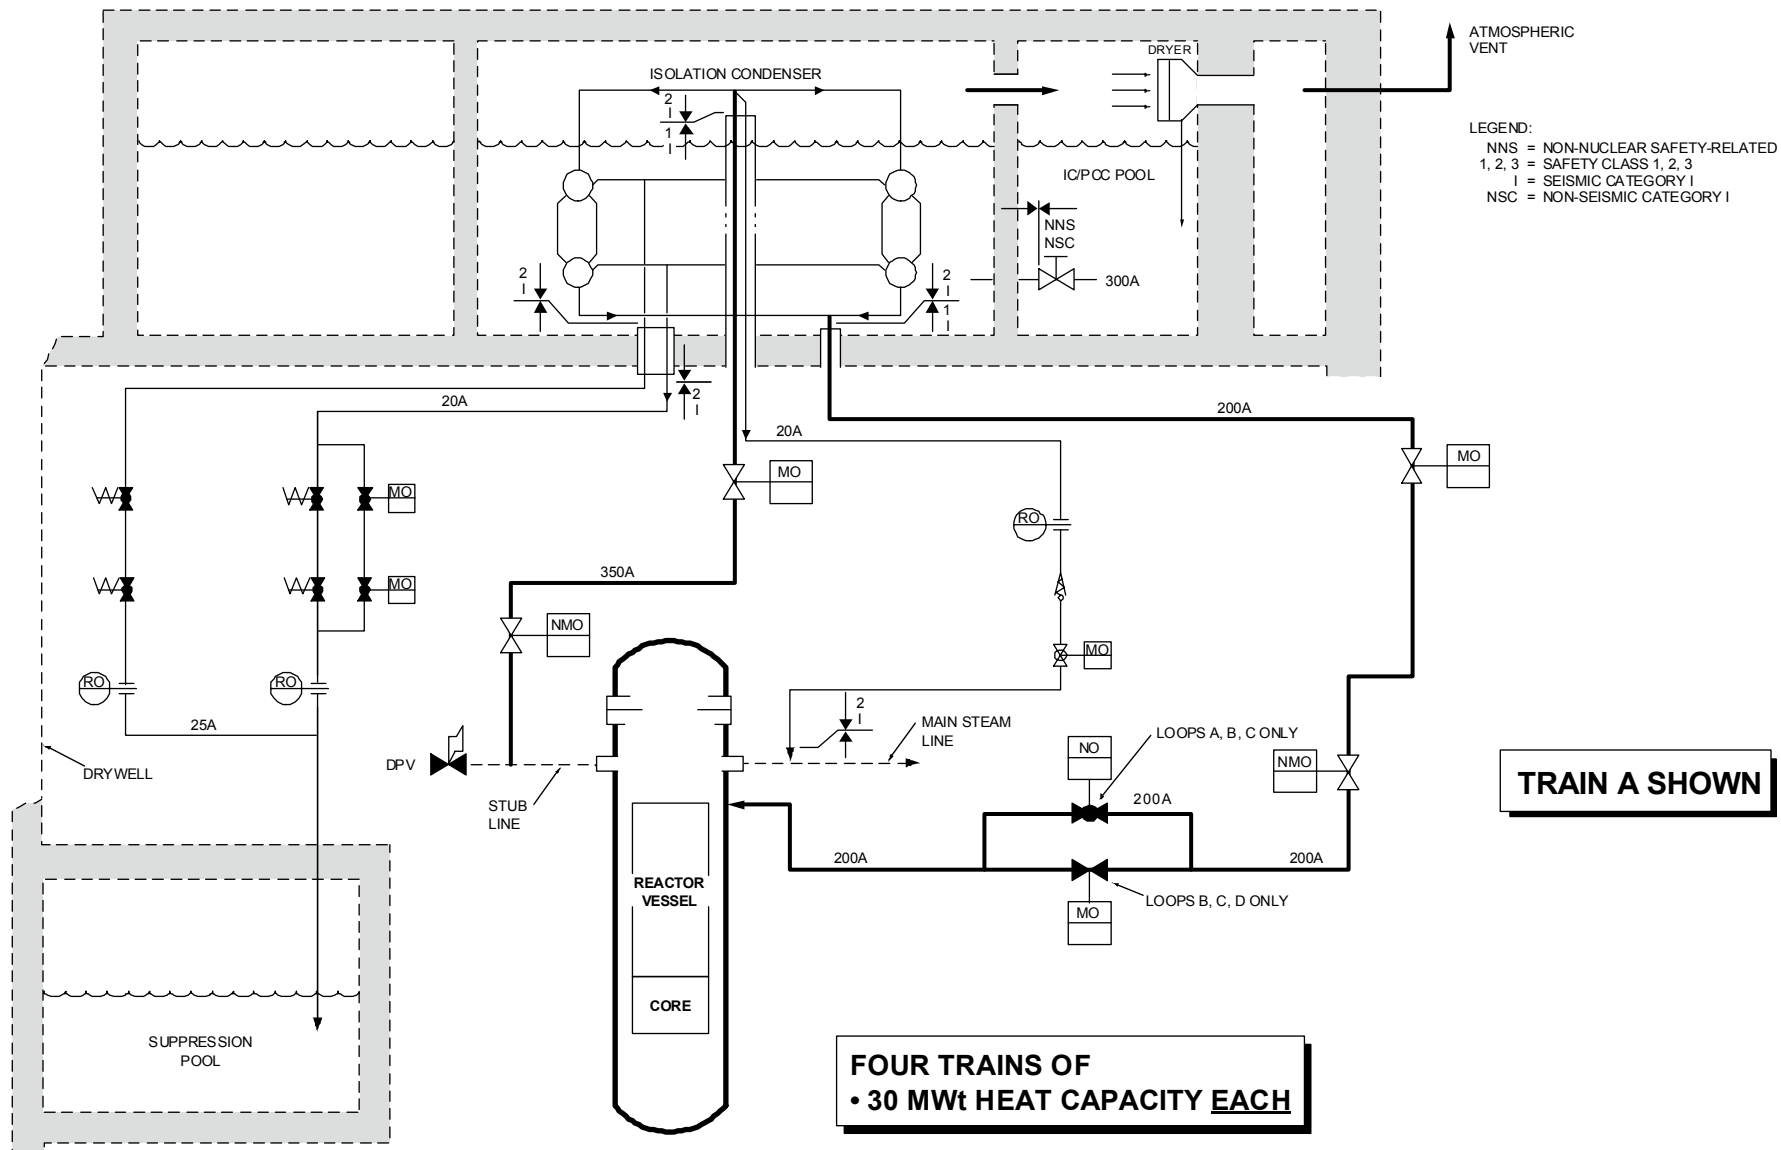 ATMOSPHERIC
VENT
DRYER
ISOLATION CONDENSER
LEGEND:
NNS = NON-NUCLEAR SAFETY-RELATED
1, 2, 3 = SAFETY CLASS 1, 2, 3
I = SEISMIC CATEGORY I
NSC = NON-SEISMIC CATEGORY I
2
I
1
I
IC/PCC POOL
NNS
NSC
300A
2
I
2
I
1
I
2
I
20A
20A
200A
MO
MO
MO
RO
MO
350A
NMO
MO
RO
RO
25A
2
I
MAIN STEAM
LINE
LOOPS A, B, C ONLY
NO
NMO
DPV
DRYWELL
STUB
LINE
200A
200A
200A
TRAIN A SHOWN
REACTOR
VESSEL
LOOPS B, C, D ONLY
MO
CORE
SUPPRESSION
POOL
FOUR TRAINS OF
• 30 MWt HEAT CAPACITY EACH